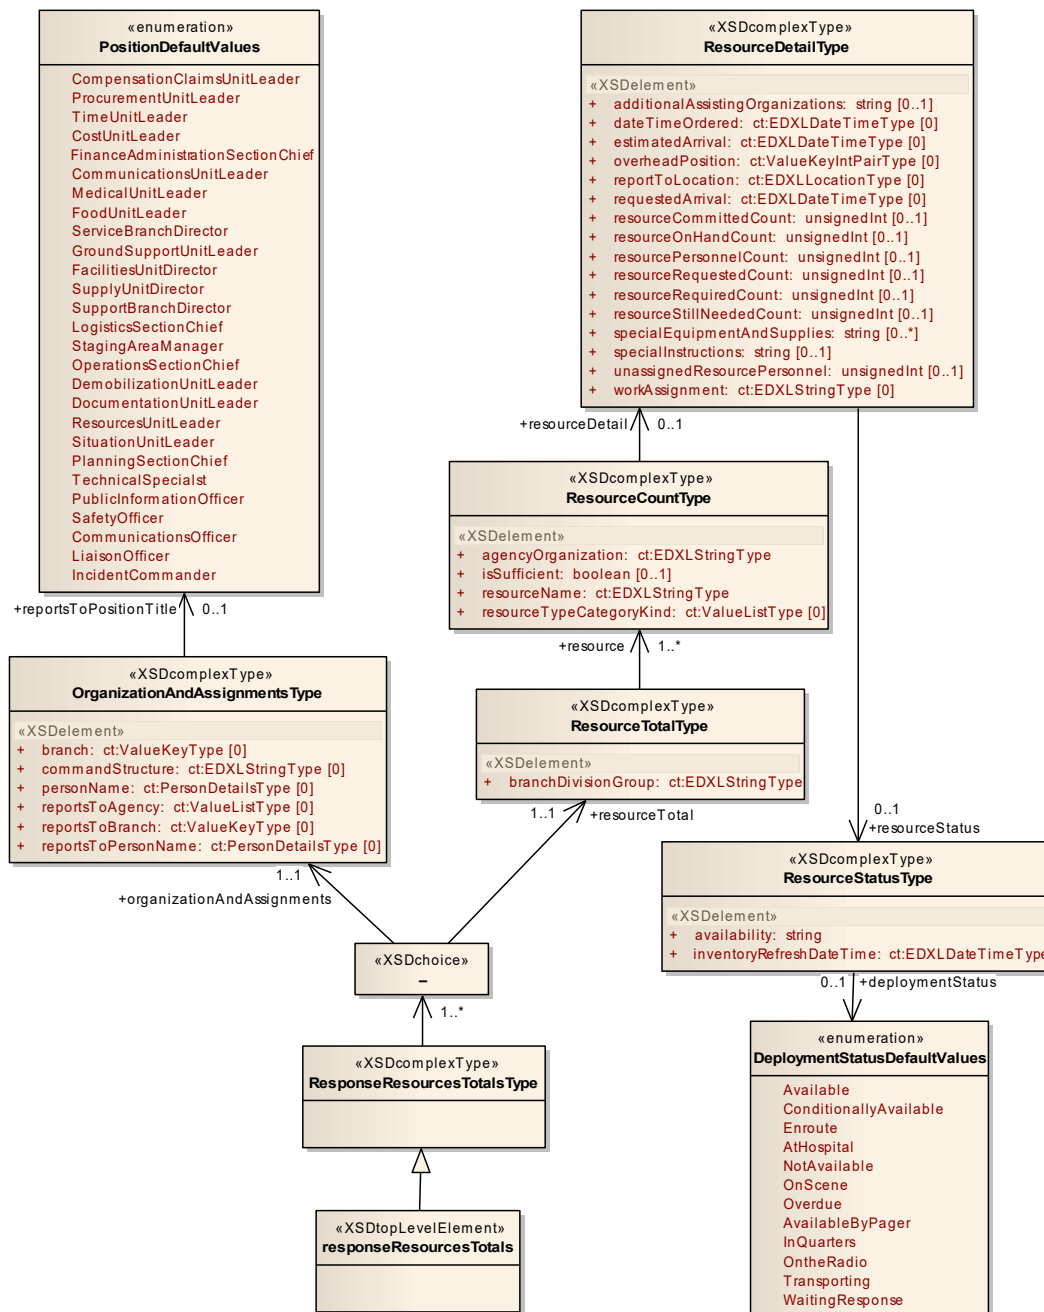 «enumeration»
PositionDefaultValues
CompensationClaimsUnitLeader
ProcurementUnitLeader
TimeUnitLeader
CostUnitLeader
FinanceAdministrationSectionChief
CommunicationsUnitLeader
MedicalUnitLeader
FoodUnitLeader
ServiceBranchDirector
GroundSupportUnitLeader
FacilitiesUnitDirector
SupplyUnitDirector
SupportBranchDirector
LogisticsSectionChief
StagingAreaManager
OperationsSectionChief
DemobilizationUnitLeader
DocumentationUnitLeader
ResourcesUnitLeader
SituationUnitLeader
PlanningSectionChief
TechnicalSpecialst
PublicInformationOfficer
SafetyOfficer
CommunicationsOfficer
LiaisonOfficer
IncidentCommander
+reportsToPositionTitle 0..1
«XSDcomplexType»
OrganizationAndAssignmentsType
«XSDelement»
+ branch: ct:ValueKeyType [0]
+ commandStructure: ct:EDXLStringType [0]
+ personName: ct:PersonDetailsType [0]
+ reportsToAgency: ct:ValueListType [0]
+ reportsToBranch: ct:ValueKeyType [0]
+ reportsToPersonName: ct:PersonDetailsType [0]
1..1
+organizationAndAssignments
«XSDcomplexType»
ResourceDetailType
«XSDelement»
+ additionalAssistingOrganizations: string [0..1]
+ dateTimeOrdered: ct:EDXLDateTimeType [0]
+ estimatedArrival: ct:EDXLDateTimeType [0]
+ overheadPosition: ct:ValueKeyIntPairType [0]
+ reportToLocation: ct:EDXLLocationType [0]
+ requestedArrival: ct:EDXLDateTimeType [0]
+ resourceCommittedCount: unsignedInt [0..1]
+ resourceOnHandCount: unsignedInt [0..1]
+ resourcePersonnelCount: unsignedInt [0..1]
+ resourceRequestedCount: unsignedInt [0..1]
+ resourceRequiredCount: unsignedInt [0..1]
+ resourceStillNeededCount: unsignedInt [0..1]
+ specialEquipmentAndSupplies: string [0..*]
+ specialInstructions: string [0..1]
+ unassignedResourcePersonnel: unsignedInt [0..1]
+ workAssignment: ct:EDXLStringType [0]
+resourceDetail 0..1
«XSDcomplexType»
ResourceCountType
«XSDelement»
+ agencyOrganization: ct:EDXLStringType
+ isSufficient: boolean [0..1]
+ resourceName: ct:EDXLStringType
+ resourceTypeCategoryKind: ct:ValueListType [0]
+resource 1..*
«XSDcomplexType»
ResourceTotalType
«XSDelement»
+ branchDivisionGroup: ct:EDXLStringType
1..1 +resourceTotal
0..1
+resourceStatus
«XSDcomplexType»
ResourceStatusType
«XSDelement»
+ availability: string
+ inventoryRefreshDateTime: ct:EDXLDateTimeType
0..1 +deploymentStatus
«XSDchoice»
–
1..*
«XSDcomplexType»
ResponseResourcesTotalsType
«XSDtopLevelElement»
responseResourcesTotals
«enumeration»
DeploymentStatusDefaultValues
Available
ConditionallyAvailable
Enroute
AtHospital
NotAvailable
OnScene
Overdue
AvailableByPager
InQuarters
OntheRadio
Transporting
WaitingResponse